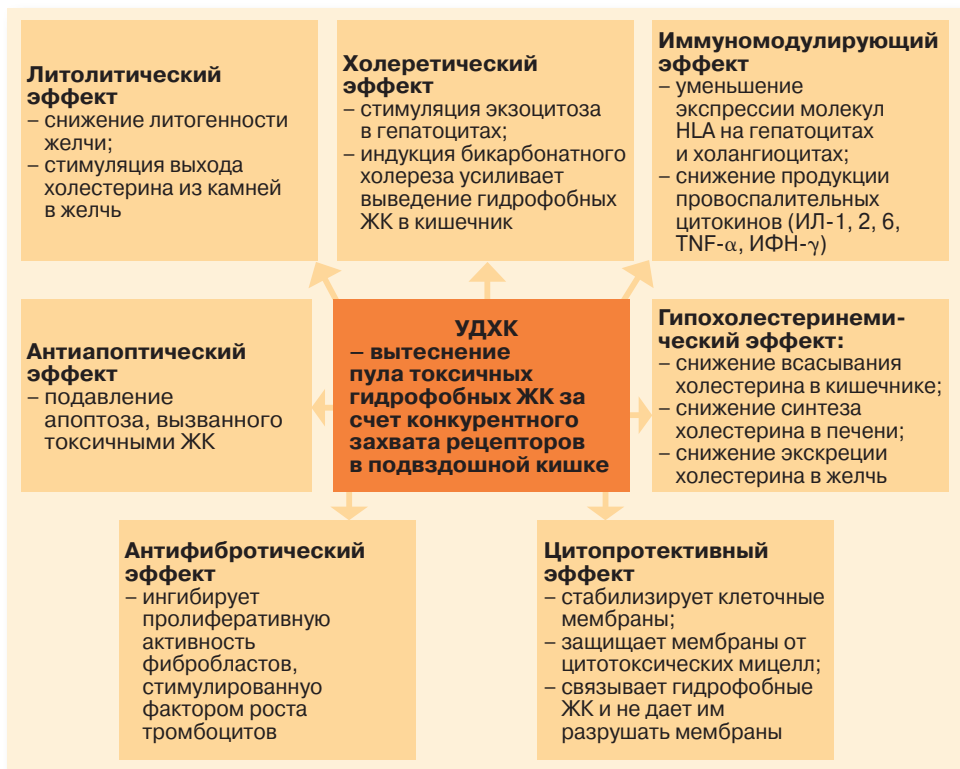 Литолитический
эффект
– снижение литогенности
желчи;
– стимуляция выхода
холестерина из камней
в желчь
Холеретический
эффект
– стимуляция экзоцитоза
в гепатоцитах;
– индукция бикарбонатного
холереза усиливает
выведение гидрофобных
ЖК в кишечник
Иммуномодулирующий
эффект
– уменьшение
экспрессии молекул
HLA на гепатоцитах
и холангиоцитах;
– снижение продукции
провоспалительных
цитокинов (ИЛ-1, 2, 6,
TNF-α, ИФН-γ)
Антиапоптический
эффект
– подавление
апоптоза, вызванного
токсичными ЖК
УДХК
– вытеснение
пула токсичных
гидрофобных ЖК за
счет конкурентного
захвата рецепторов
в подвздошной кишке
Гипохолестеринеми-
ческий эффект:
– снижение всасывания
холестерина в кишечнике;
– снижение синтеза
холестерина в печени;
– снижение экскреции
холестерина в желчь
Антифибротический
эффект
– ингибирует
пролиферативную
активность
фибробластов,
стимулированную
фактором роста
тромбоцитов
Цитопротективный
эффект
– стабилизирует клеточные
мембраны;
– защищает мембраны от
цитотоксических мицелл;
– связывает гидрофобные
ЖК и не дает им
разрушать мембраны